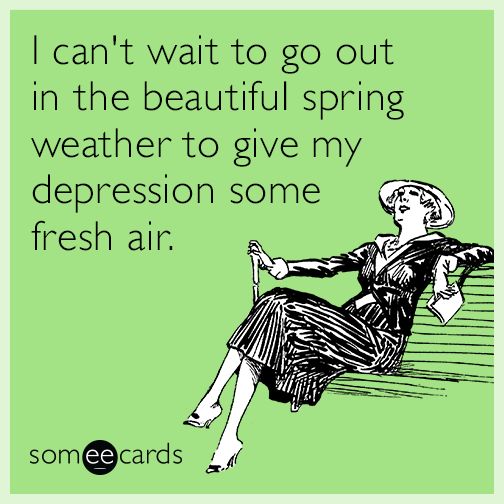 I can't wait to go out
in the beautiful spring
weather to give my
depression some
fresh air.
someecards